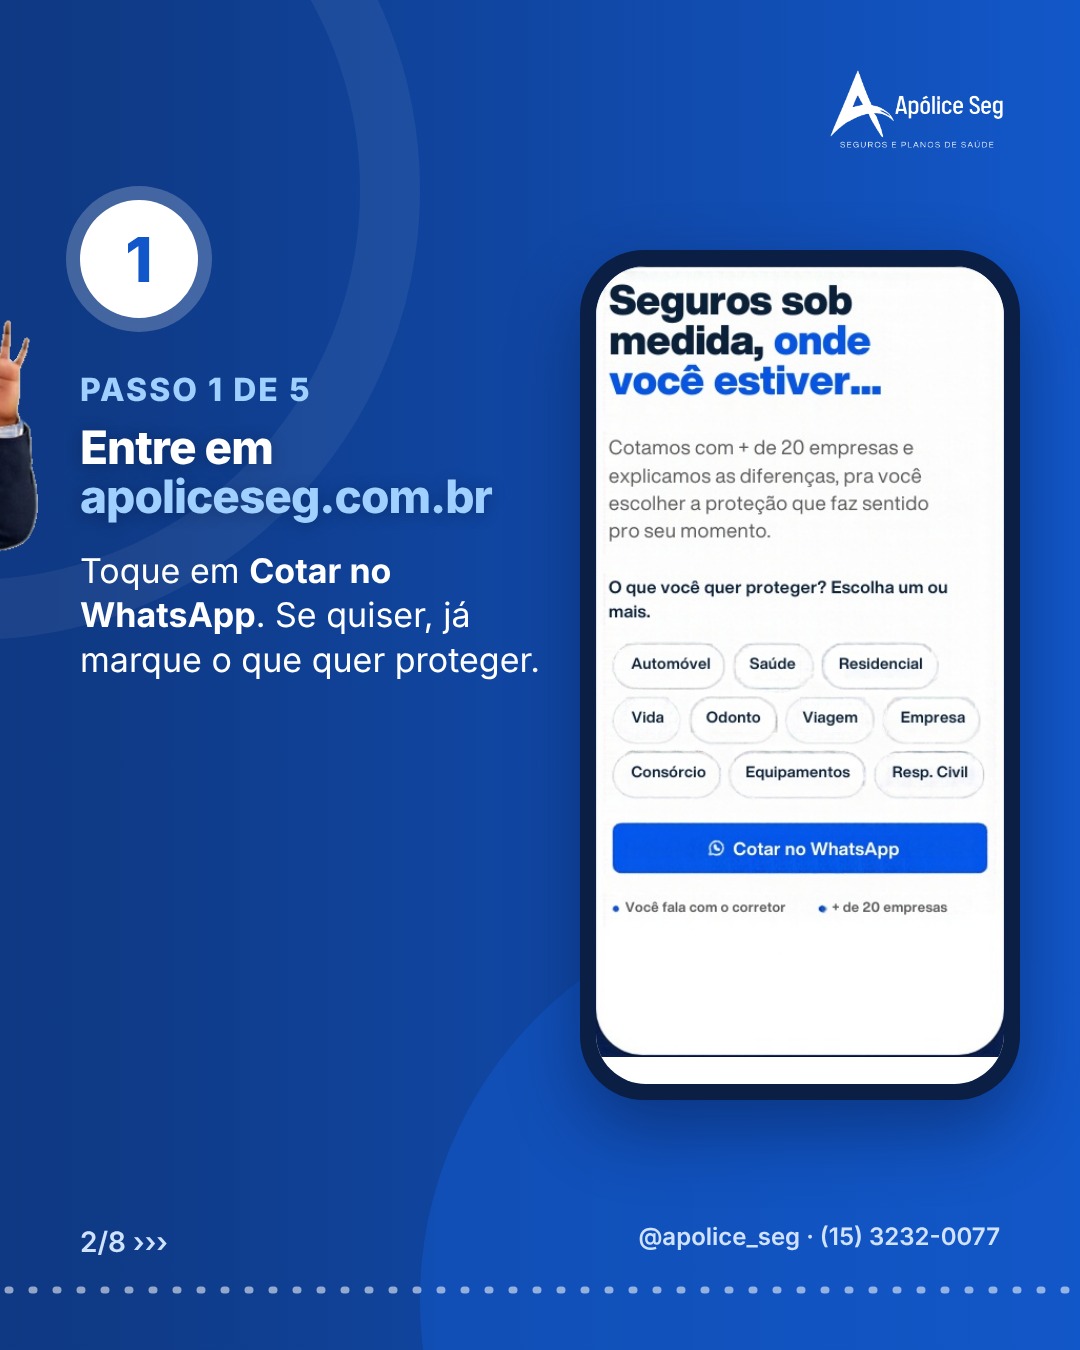 Apólice Seg
SEGUROS E PLANOS DE SAÚDE
1
PASSO 1 DE 5
Entre em
apoliceseg.com.br
Toque em Cotar no
WhatsApp. Se quiser, já
marque o que quer proteger.
Seguros sob
medida, onde
você estiver...
Cotamos com + de 20 empresas e
explicamos as diferenças, pra você
escolher a proteção que faz sentido
pro seu momento.
O que você quer proteger? Escolha um ou
mais.
Automóvel Saúde Residencial
Vida Odonto Viagem Empresa
Consórcio Equipamentos Resp. Civil
Cotar no WhatsApp
• Você fala com o corretor • + de 20 empresas
2/8 ›››
@apolice_seg · (15) 3232-0077